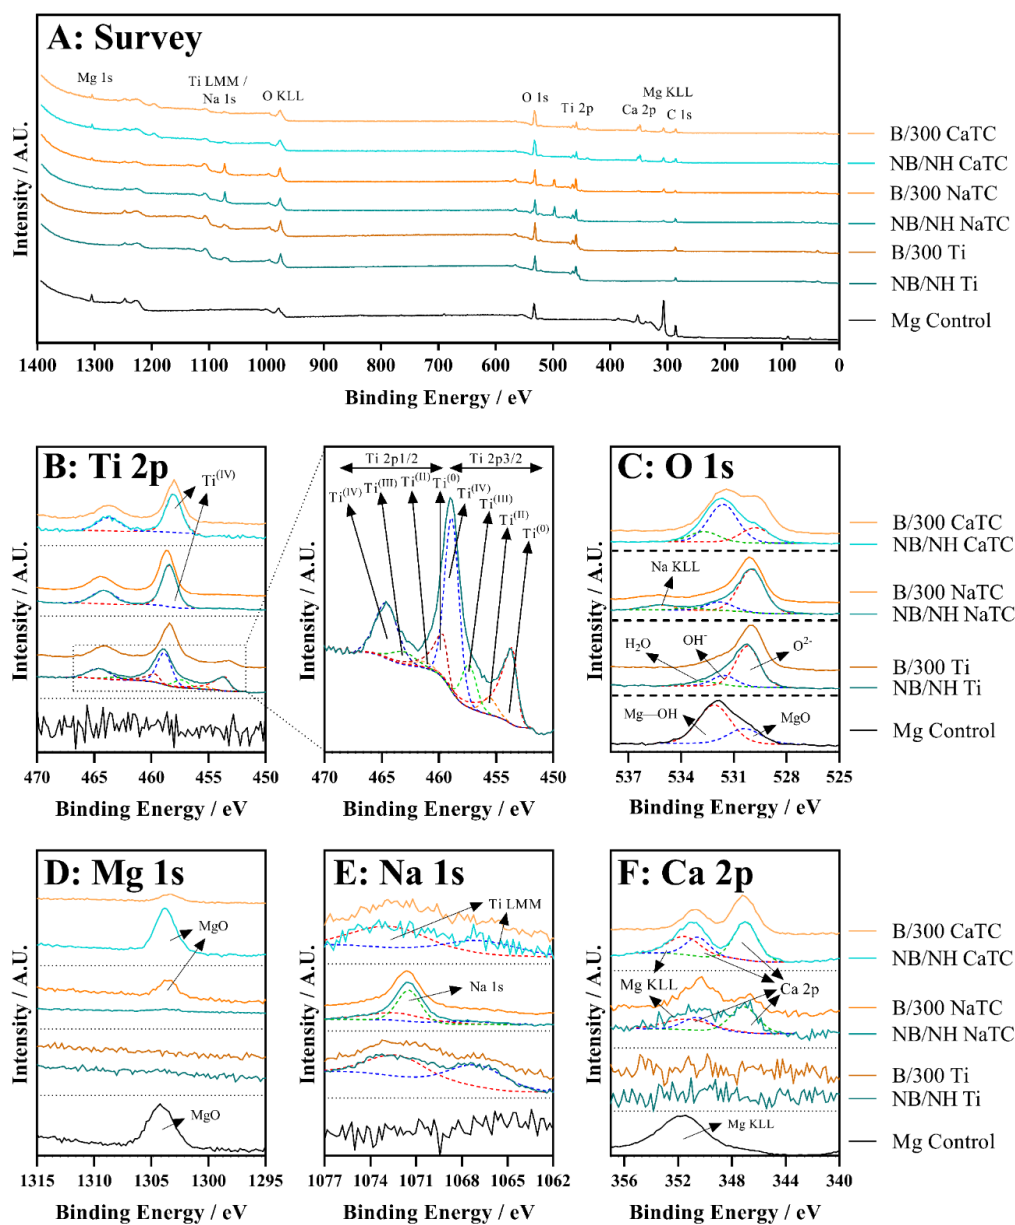 A: Survey
Mg 1s
Ti LMM /
Na 1s
O KLL
O 1s
Ti 2p
Ca 2p
Mg KLL
C 1s
Intensity / A.U.
B/300 CaTC
NB/NH CaTC
B/300 NaTC
NB/NH NaTC
B/300 Ti
NB/NH Ti
Mg Control
1400 1300 1200 1100 1000 900 800 700 600 500 400 300 200 100 0
Binding Energy / eV
B: Ti 2p
Ti(IV)
Intensity / A.U.
470 465 460 455 450
Binding Energy / eV
Ti 2p1/2
Ti 2p3/2
Ti(IV)
Ti(III)
Ti(II)
Ti(0)
Ti(IV)
Ti(III)
Ti(II)
Ti(0)
470 465 460 455 450
Binding Energy / eV
C: O 1s
Na KLL
H2O
OH-
O2-
Mg—OH
MgO
Intensity / A.U.
538 534 531 528 525
Binding Energy / eV
B/300 CaTC
NB/NH CaTC
B/300 NaTC
NB/NH NaTC
B/300 Ti
NB/NH Ti
Mg Control
D: Mg 1s
MgO
MgO
Intensity / A.U.
1315 1310 1305 1300 1295
Binding Energy / eV
E: Na 1s
Ti LMM
Na 1s
Intensity / A.U.
1077 1074 1071 1068 1065 1062
Binding Energy / eV
F: Ca 2p
Mg KLL
Ca 2p
Mg KLL
Intensity / A.U.
356 352 348 344 340
Binding Energy / eV
B/300 CaTC
NB/NH CaTC
B/300 NaTC
NB/NH NaTC
B/300 Ti
NB/NH Ti
Mg Control